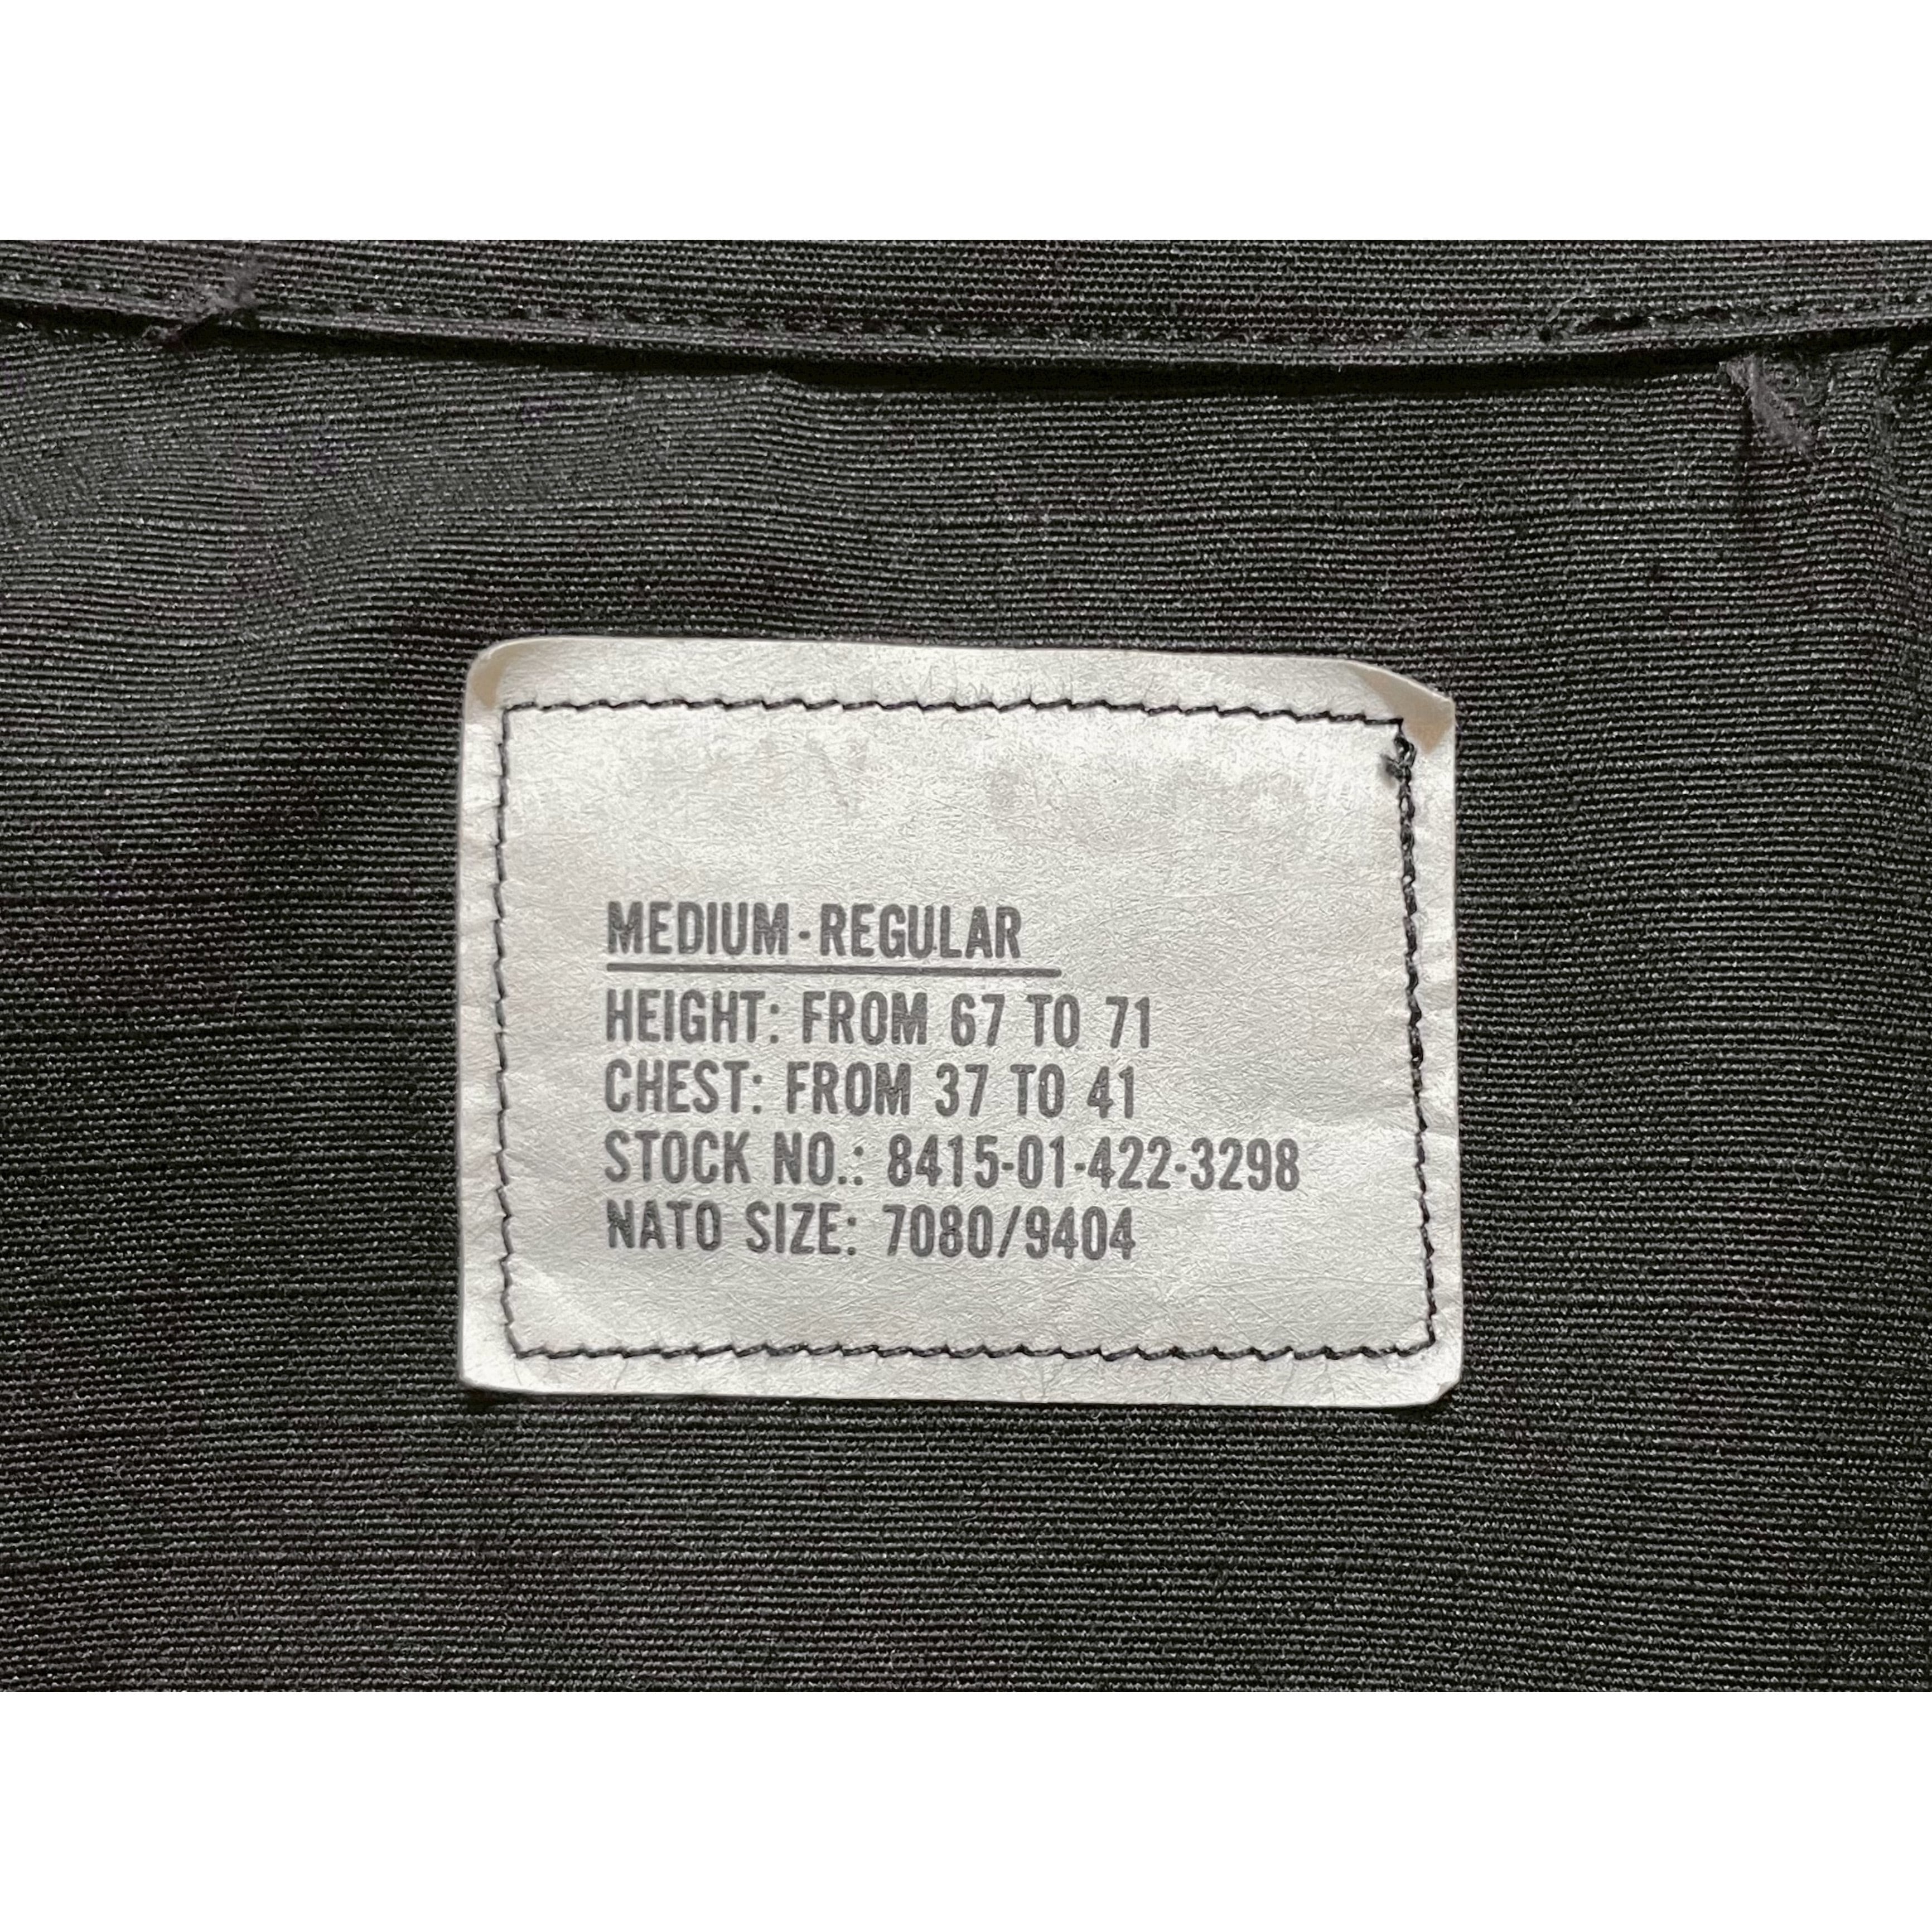 MEDIUM-REGULAR
HEIGHT: FROM 67 TO 71
CHEST: FROM 37 TO 41
STOCK NO.: 8415-01-422-3298
NATO SIZE: 7080/9404